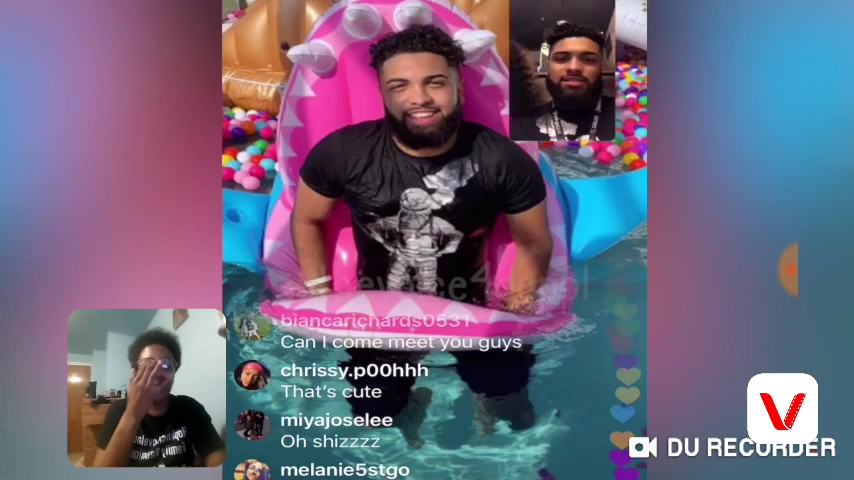 biancarichards0531
Can I come meet you guys
chrissy.p00hhh
That's cute
miyajoselee
Oh shizzzz
melanie5stgo
DU RECORDER